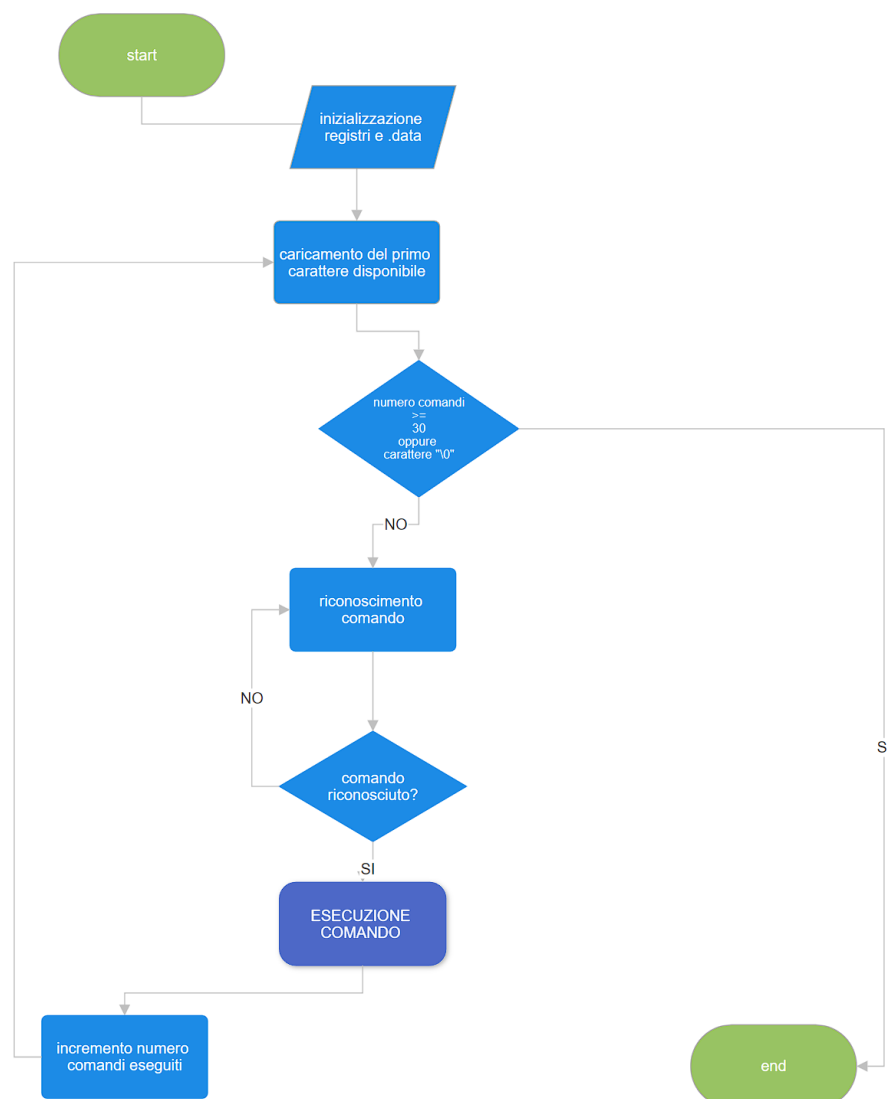 start
inizializzazione
registri e .data
caricamento del primo
carattere disponibile
numero comandi
>=
30
oppure
carattere "\0"
NO
riconoscimento
comando
NO
S
comando
riconosciuto?
SI
ESECUZIONE
COMANDO
incremento numero
comandi eseguiti
end